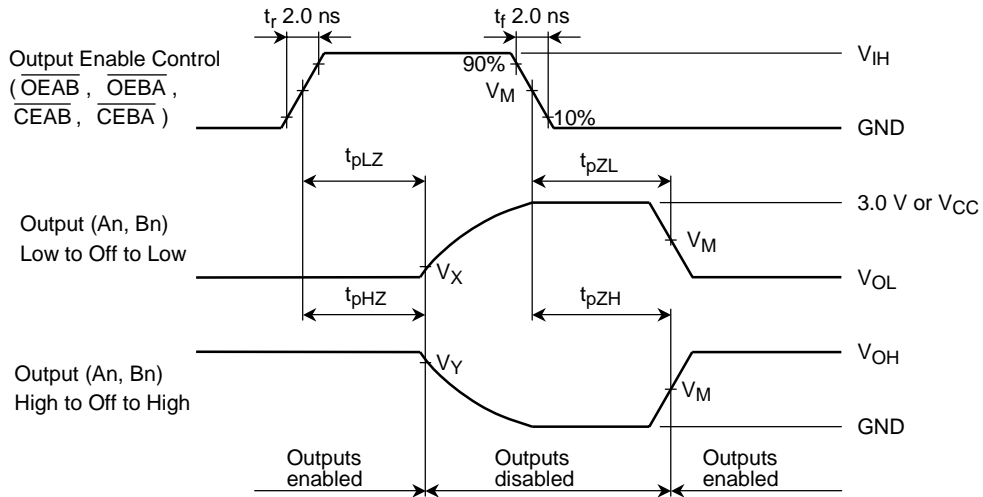 tr 2.0 ns
tf 2.0 ns
Output Enable Control
( OEAB , OEBA ,
CEAB , CEBA )
90%
VM
10%
VIH
GND
tpLZ
tpZL
Output (An, Bn)
Low to Off to Low
3.0 V or VCC
VM
VX
VOL
tpHZ
tpZH
Output (An, Bn)
High to Off to High
VOH
VY
VM
GND
Outputs
enabled
Outputs
disabled
Outputs
enabled